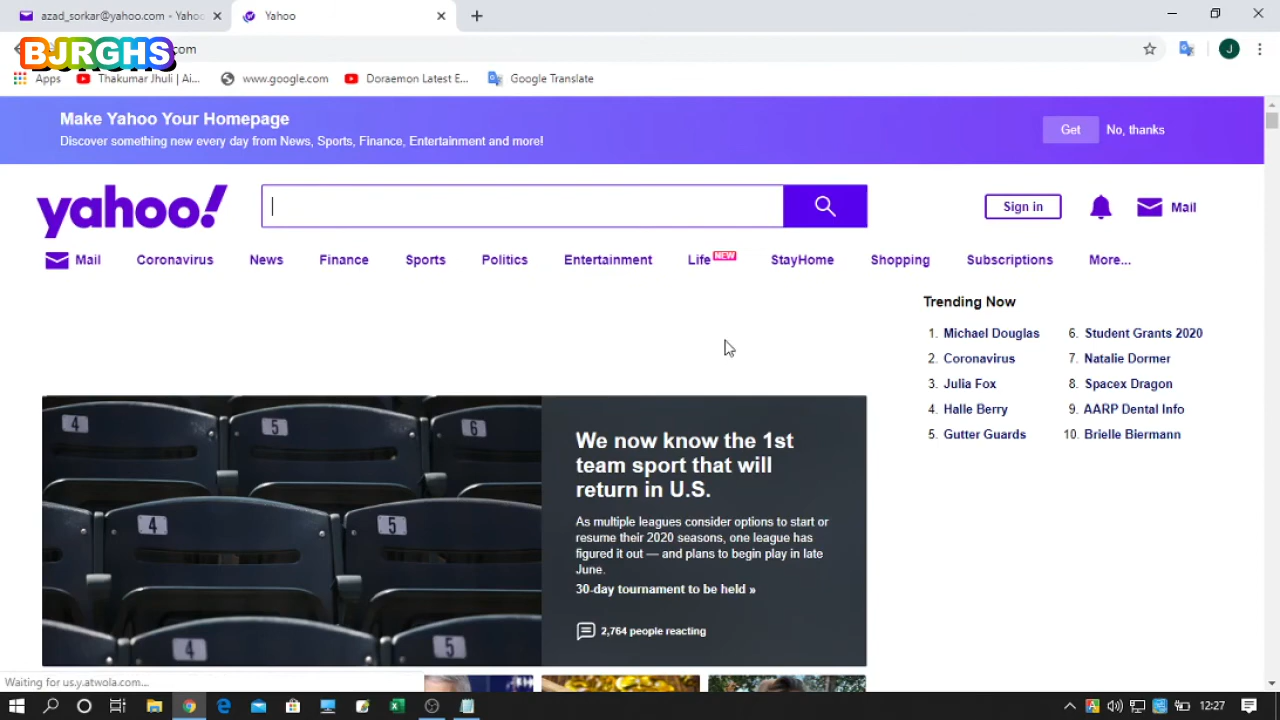 azad_sorkar@yahoo.com - Yahoo
Yahoo
BJRGHS
.com
J
Apps
Thakumar Jhuli | Ai...
www.google.com
Doraemon Latest E...
Google Translate
Make Yahoo Your Homepage
Discover something new every day from News, Sports, Finance, Entertainment and more!
Get
No, thanks
yahoo!
Sign in
Mail
Mail
Coronavirus
News
Finance
Sports
Politics
Entertainment
Life NEW
StayHome
Shopping
Subscriptions
More...
Trending Now
1. Michael Douglas
2. Coronavirus
3. Julia Fox
4. Halle Berry
5. Gutter Guards
6. Student Grants 2020
7. Natalie Dormer
8. Spacex Dragon
9. AARP Dental Info
10. Brielle Biermann
4
5
6
4
5
4
5
We now know the 1st
team sport that will
return in U.S.
As multiple leagues consider options to start or
resume their 2020 seasons, one league has
figured it out — and plans to begin play in late
June.
30-day tournament to be held »
2,764 people reacting
Waiting for us.y.atwola.com...
12:27